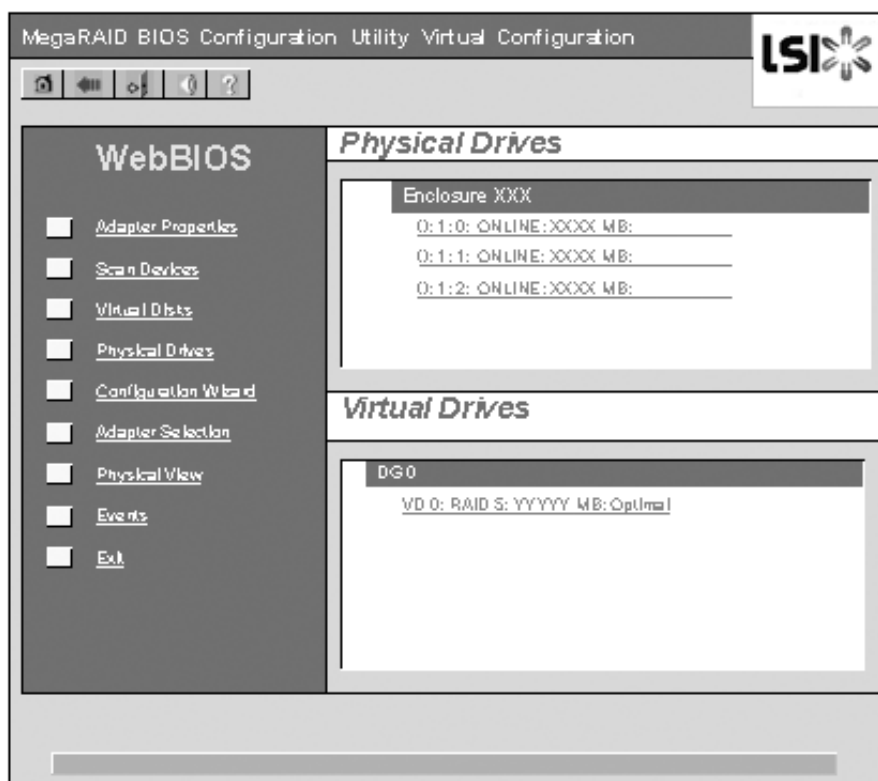 MegaRAID BIOS Configuration Utility Virtual Configuration
LSI
WebBIOS
Adapter Properties
Scan Devices
Virtual Disks
Physical Drives
Configuration Wizard
Adapter Selection
Physical View
Events
Exit
Physical Drives
Enclosure XXX
0:1:0: ONLINE:XXXX MB:
0:1:1: ONLINE:XXXX MB:
0:1:2: ONLINE:XXXX MB:
Virtual Drives
DG 0
VD 0: RAID 5: YYYYY MB: Optimal